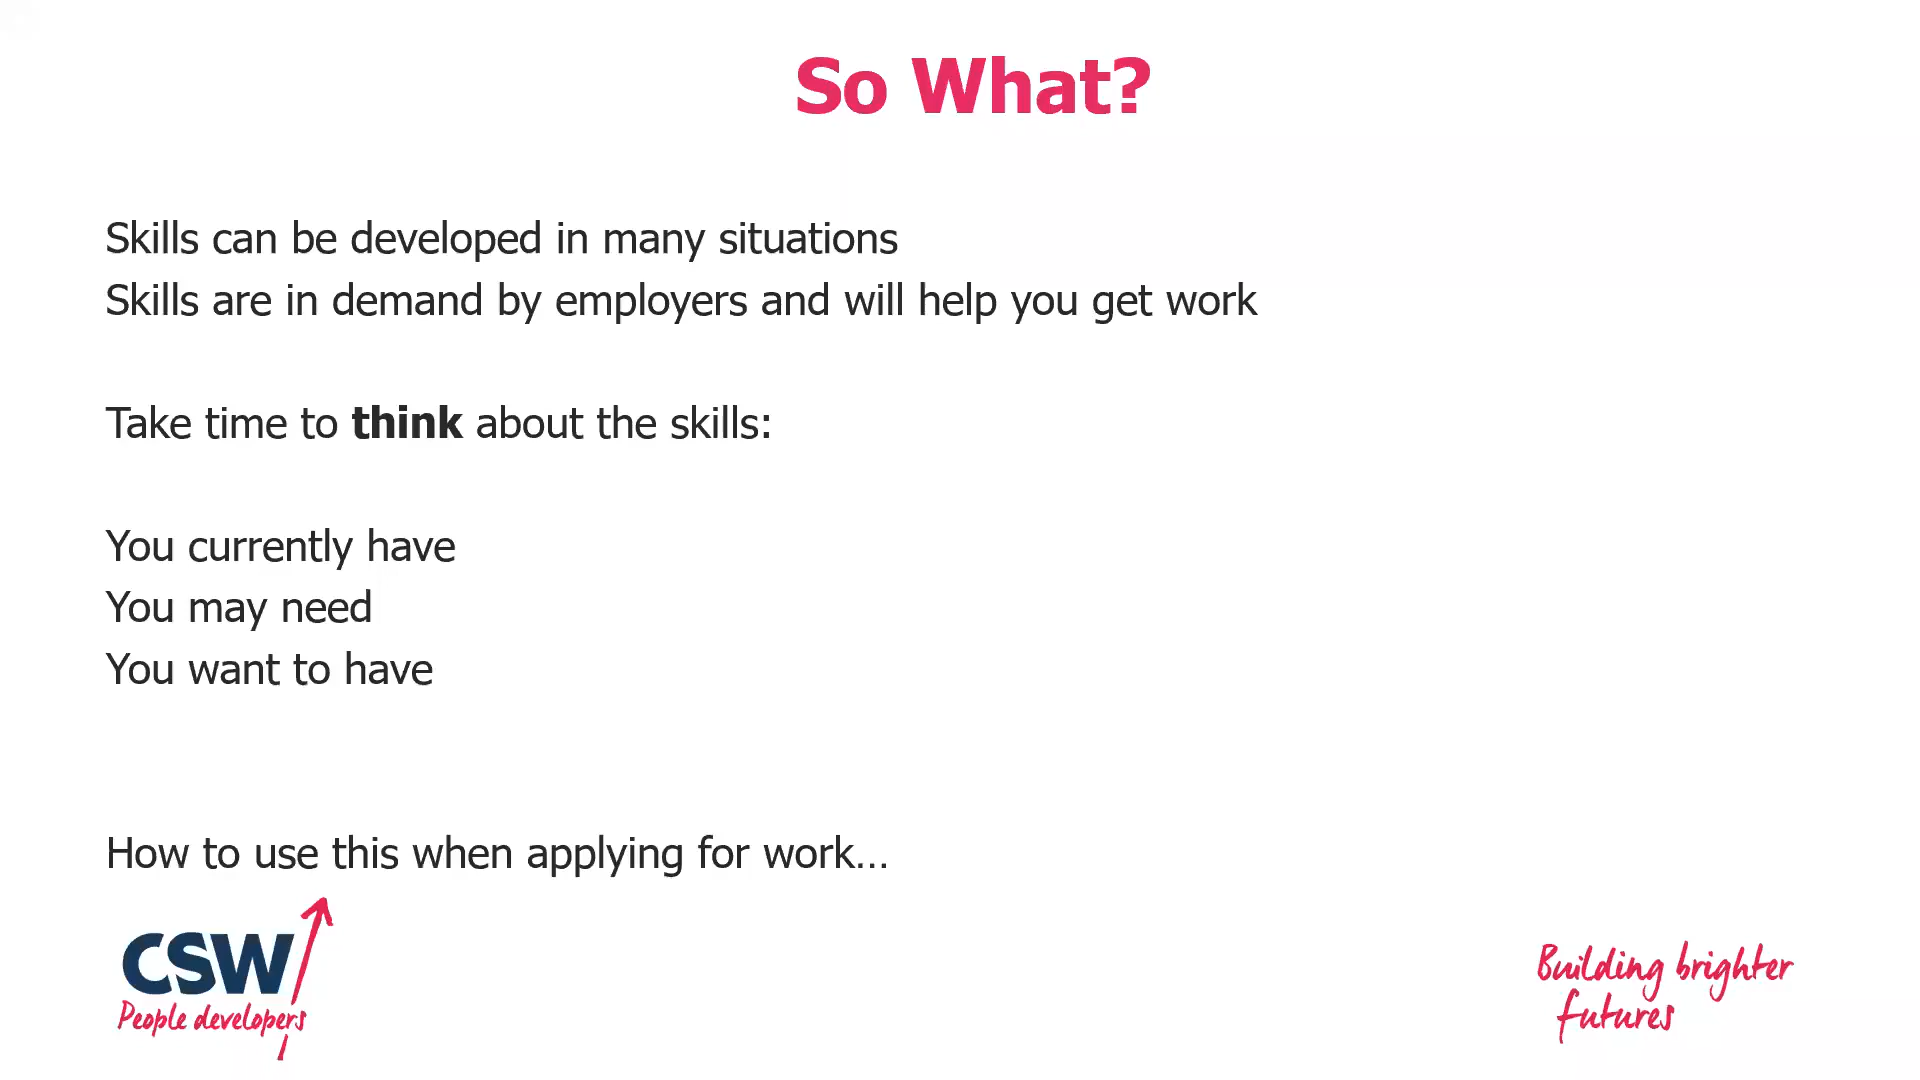 So What?
Skills can be developed in many situations
Skills are in demand by employers and will help you get work
Take time to think about the skills:
You currently have
You may need
You want to have
How to use this when applying for work...
CSW
People developers
Building brighter
futures